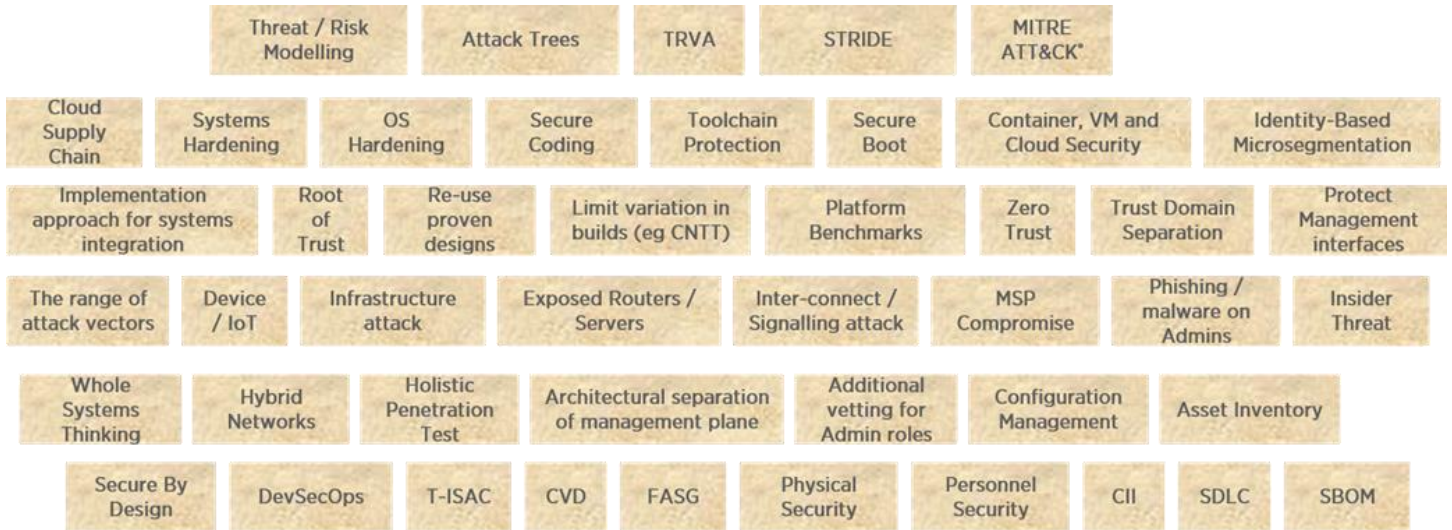 Threat / Risk
Modelling
Attack Trees
TRVA
STRIDE
MITRE
ATT&CK®
Cloud
Supply
Chain
Systems
Hardening
OS
Hardening
Secure
Coding
Toolchain
Protection
Secure
Boot
Container, VM and
Cloud Security
Identity-Based
Microsegmentation
Implementation
approach for systems
integration
Root
of
Trust
Re-use
proven
designs
Limit variation in
builds (eg CNTT)
Platform
Benchmarks
Zero
Trust
Trust Domain
Separation
Protect
Management
interfaces
The range of
attack vectors
Device
/ IoT
Infrastructure
attack
Exposed Routers /
Servers
Inter-connect /
Signalling attack
MSP
Compromise
Phishing /
malware on
Admins
Insider
Threat
Whole
Systems
Thinking
Hybrid
Networks
Holistic
Penetration
Test
Architectural separation
of management plane
Additional
vetting for
Admin roles
Configuration
Management
Asset Inventory
Secure By
Design
DevSecOps
T-ISAC
CVD
FASG
Physical
Security
Personnel
Security
CII
SDLC
SBOM